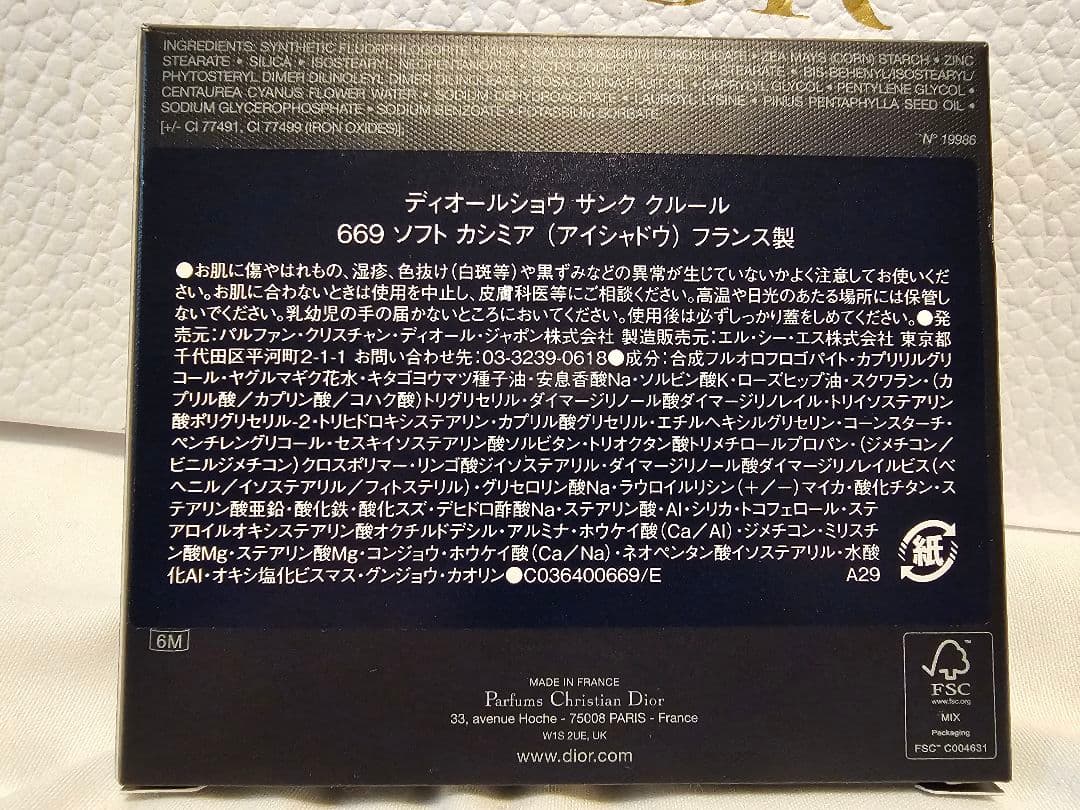 OR
INGREDIENTS: SYNTHETIC FLUORPHLOGOPITE • ZEA MAYS (CORN) STARCH • ZINC
STEARATE • SILICA • ISOSTEARYL NEOPENTANOATE • BIS-BEHENYL/ISOSTEARYL/
PHYTOSTERYL DIMER DILINOLEYL DIMER DILINOLEATE • CAPRYLYL GLYCOL • PENTYLENE GLYCOL •
CENTAUREA CYANUS FLOWER WATER • SODIUM LYSINE • PINUS PENTAPHYLLA SEED OIL •
SODIUM GLYCEROPHOSPHATE • SODIUM BENZOATE • POTASSIUM SORBATE
[+/- CI 77491, CI 77499 (IRON OXIDES)].
N° 19986
ディオールショウ サンク クルール
669 ソフト カシミア (アイシャドウ) フランス製
●お肌に傷やはれもの、湿疹、色抜け(白斑等)や黒ずみなどの異常が生じていないかよく注意してお使いくだ
さい。お肌に合わないときは使用を中止し、皮膚科医等にご相談ください。高温や日光のあたる場所には保管し
ないでください。乳幼児の手の届かないところにおいてください。使用後は必ずしっかり蓋をしめてください。●発
売元:パルファン・クリスチャン・ディオール・ジャポン株式会社 製造販売元:エル・シー・エス株式会社 東京都
千代田区平河町2-1-1 お問い合わせ先:03-3239-0618●成分:合成フルオロフロゴパイト・カプリリルグリ
コール・ヤグルマギク花水・キタゴヨウマツ種子油・安息香酸Na・ソルビン酸K・ローズヒップ油・スクワラン・(カ
プリル酸/カプリン酸/コハク酸)トリグリセリル・ダイマージリノール酸ダイマージリノレイル・トリイソステアリン
酸ポリグリセリル-2・トリヒドロキシステアリン・カプリル酸グリセリル・エチルヘキシルグリセリン・コーンスターチ・
ペンチレングリコール・セスキイソステアリン酸ソルビタン・トリオクタン酸トリメチロールプロパン・(ジメチコン/
ビニルジメチコン)クロスポリマー・リンゴ酸ジイソステアリル・ダイマージリノール酸ダイマージリノレイルビス(ベ
ヘニル/イソステアリル/フィトステリル)・グリセロリン酸Na・ラウロイルリシン(+/-)マイカ・酸化チタン・ス
テアリン酸亜鉛・酸化鉄・酸化スズ・デヒドロ酢酸Na・ステアリン酸・Al・シリカ・トコフェロール・ステ
アロイルオキシステアリン酸オクチルドデシル・アルミナ・ホウケイ酸(Ca/Al)・ジメチコン・ミリスチ
ン酸Mg・ステアリン酸Mg・コンジョウ・ホウケイ酸(Ca/Na)・ネオペンタン酸イソステアリル・水酸
化Al・オキシ塩化ビスマス・グンジョウ・カオリン●C036400669/E A29
紙
6M
MADE IN FRANCE
Parfums Christian Dior
33, avenue Hoche - 75008 PARIS - France
W1S 2UE, UK
www.dior.com
FSC
www.fsc.org
MIX
Packaging
FSC™ C004631